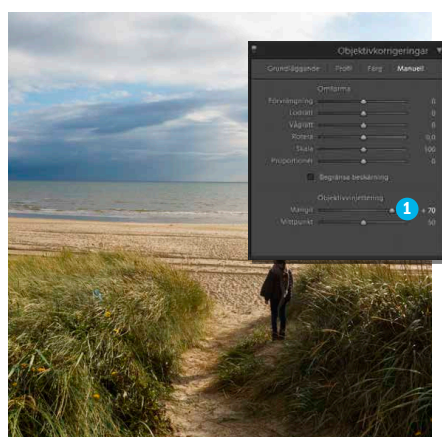 Objektivkorrigeringar
Grundläggande Profil Färg Manuell
Omforma
Förvrängning 0
Lodrätt 0
Vågrätt 0
Rotera 0,0
Skala 100
Proportioner 0
Begränsa beskärning
Objektivvinjettering
Mängd 1 + 70
Mittpunkt 50